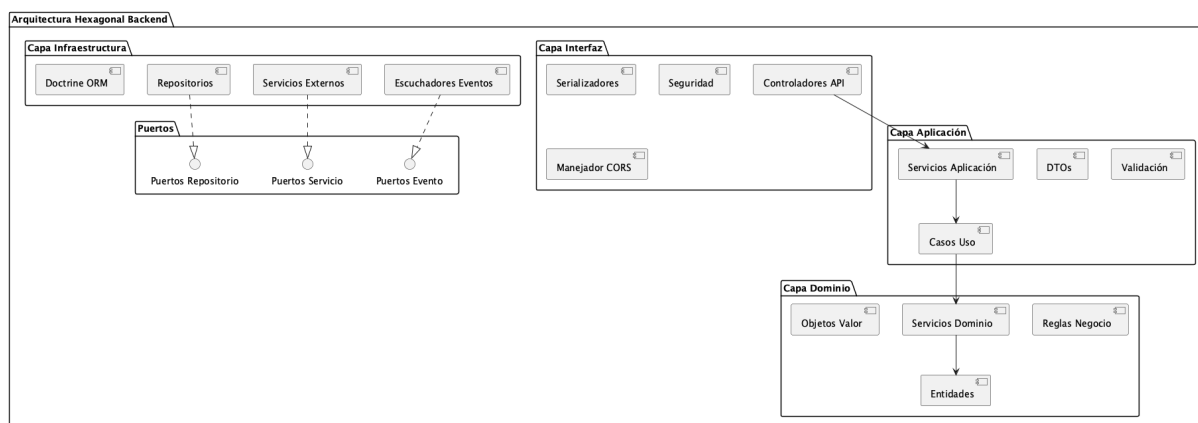 Arquitectura Hexagonal Backend
Capa Infraestructura
Doctrine ORM
Repositorios
Servicios Externos
Escuchadores Eventos
Puertos
Puertos Repositorio
Puertos Servicio
Puertos Evento
Capa Interfaz
Serializadores
Seguridad
Controladores API
Manejador CORS
Capa Aplicación
Servicios Aplicación
DTOs
Validación
Casos Uso
Capa Dominio
Objetos Valor
Servicios Dominio
Reglas Negocio
Entidades